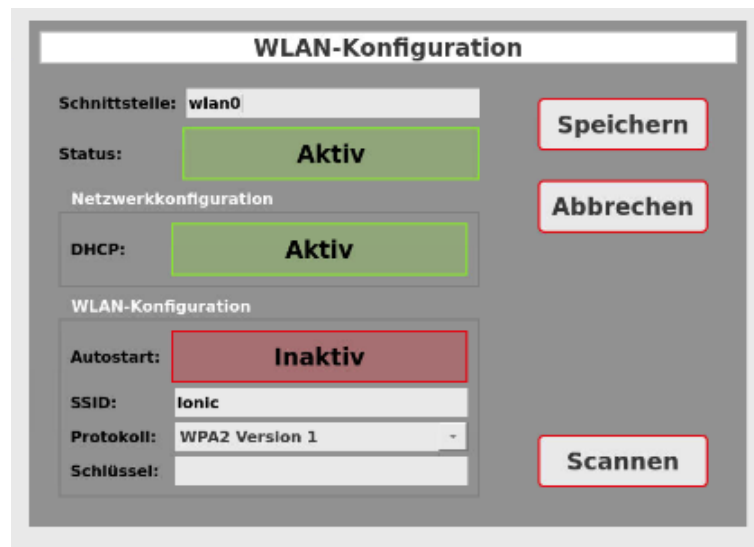 WLAN-Konfiguration
Schnittstelle: wlan0
Speichern
Status: Aktiv
Abbrechen
Netzwerkkonfiguration
DHCP: Aktiv
WLAN-Konfiguration
Autostart: Inaktiv
SSID: Ionic
Protokoll: WPA2 Version 1
Schlüssel:
Scannen